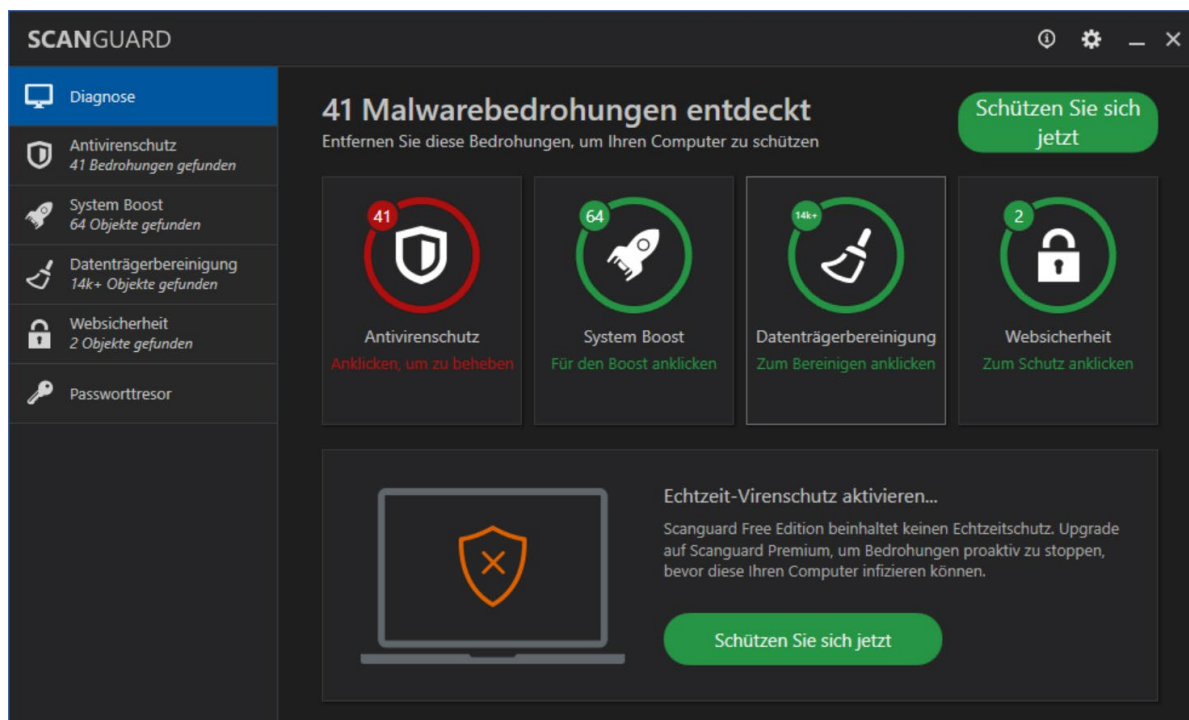 SCANGUARD
Diagnose
Antivirenschutz
41 Bedrohungen gefunden
System Boost
64 Objekte gefunden
Datenträgerbereinigung
14k+ Objekte gefunden
Websicherheit
2 Objekte gefunden
Passworttresor
41 Malwarebedrohungen entdeckt
Entfernen Sie diese Bedrohungen, um Ihren Computer zu schützen
Schützen Sie sich
jetzt
41
Antivirenschutz
Anklicken, um zu beheben
64
System Boost
Für den Boost anklicken
14k+
Datenträgerbereinigung
Zum Bereinigen anklicken
2
Websicherheit
Zum Schutz anklicken
Echtzeit-Virenschutz aktivieren...
Scanguard Free Edition beinhaltet keinen Echtzeitschutz. Upgrade
auf Scanguard Premium, um Bedrohungen proaktiv zu stoppen,
bevor diese Ihren Computer infizieren können.
Schützen Sie sich jetzt